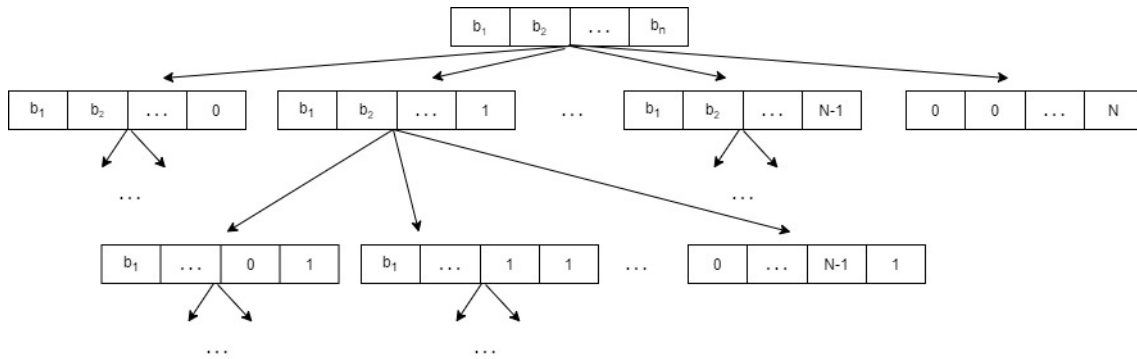 b₁ b₂ ... bₙ
b₁ b₂ ... 0 b₁ b₂ ... 1 ... b₁ b₂ ... N-1 0 0 ... N
... ...
b₁ ... 0 1 b₁ ... 1 1 ... 0 ... N-1 1
... ...